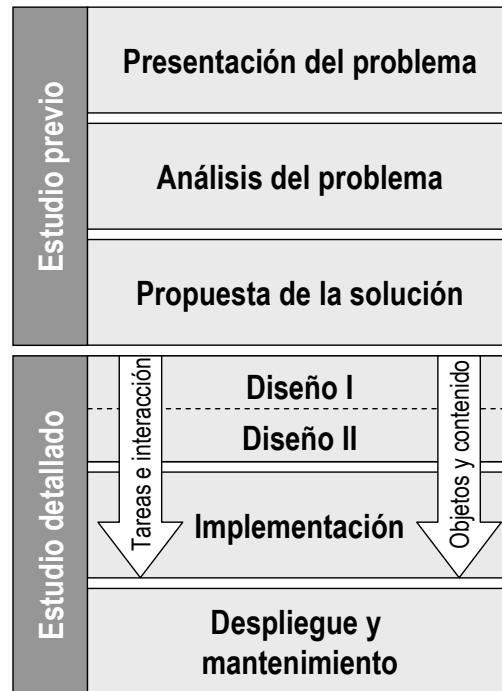 Estudio previo
Presentación del problema
Análisis del problema
Propuesta de la solución
Estudio detallado
Tareas e interacción
Diseño I
Diseño II
Implementación
Objetos y contenido
Despliegue y
mantenimiento